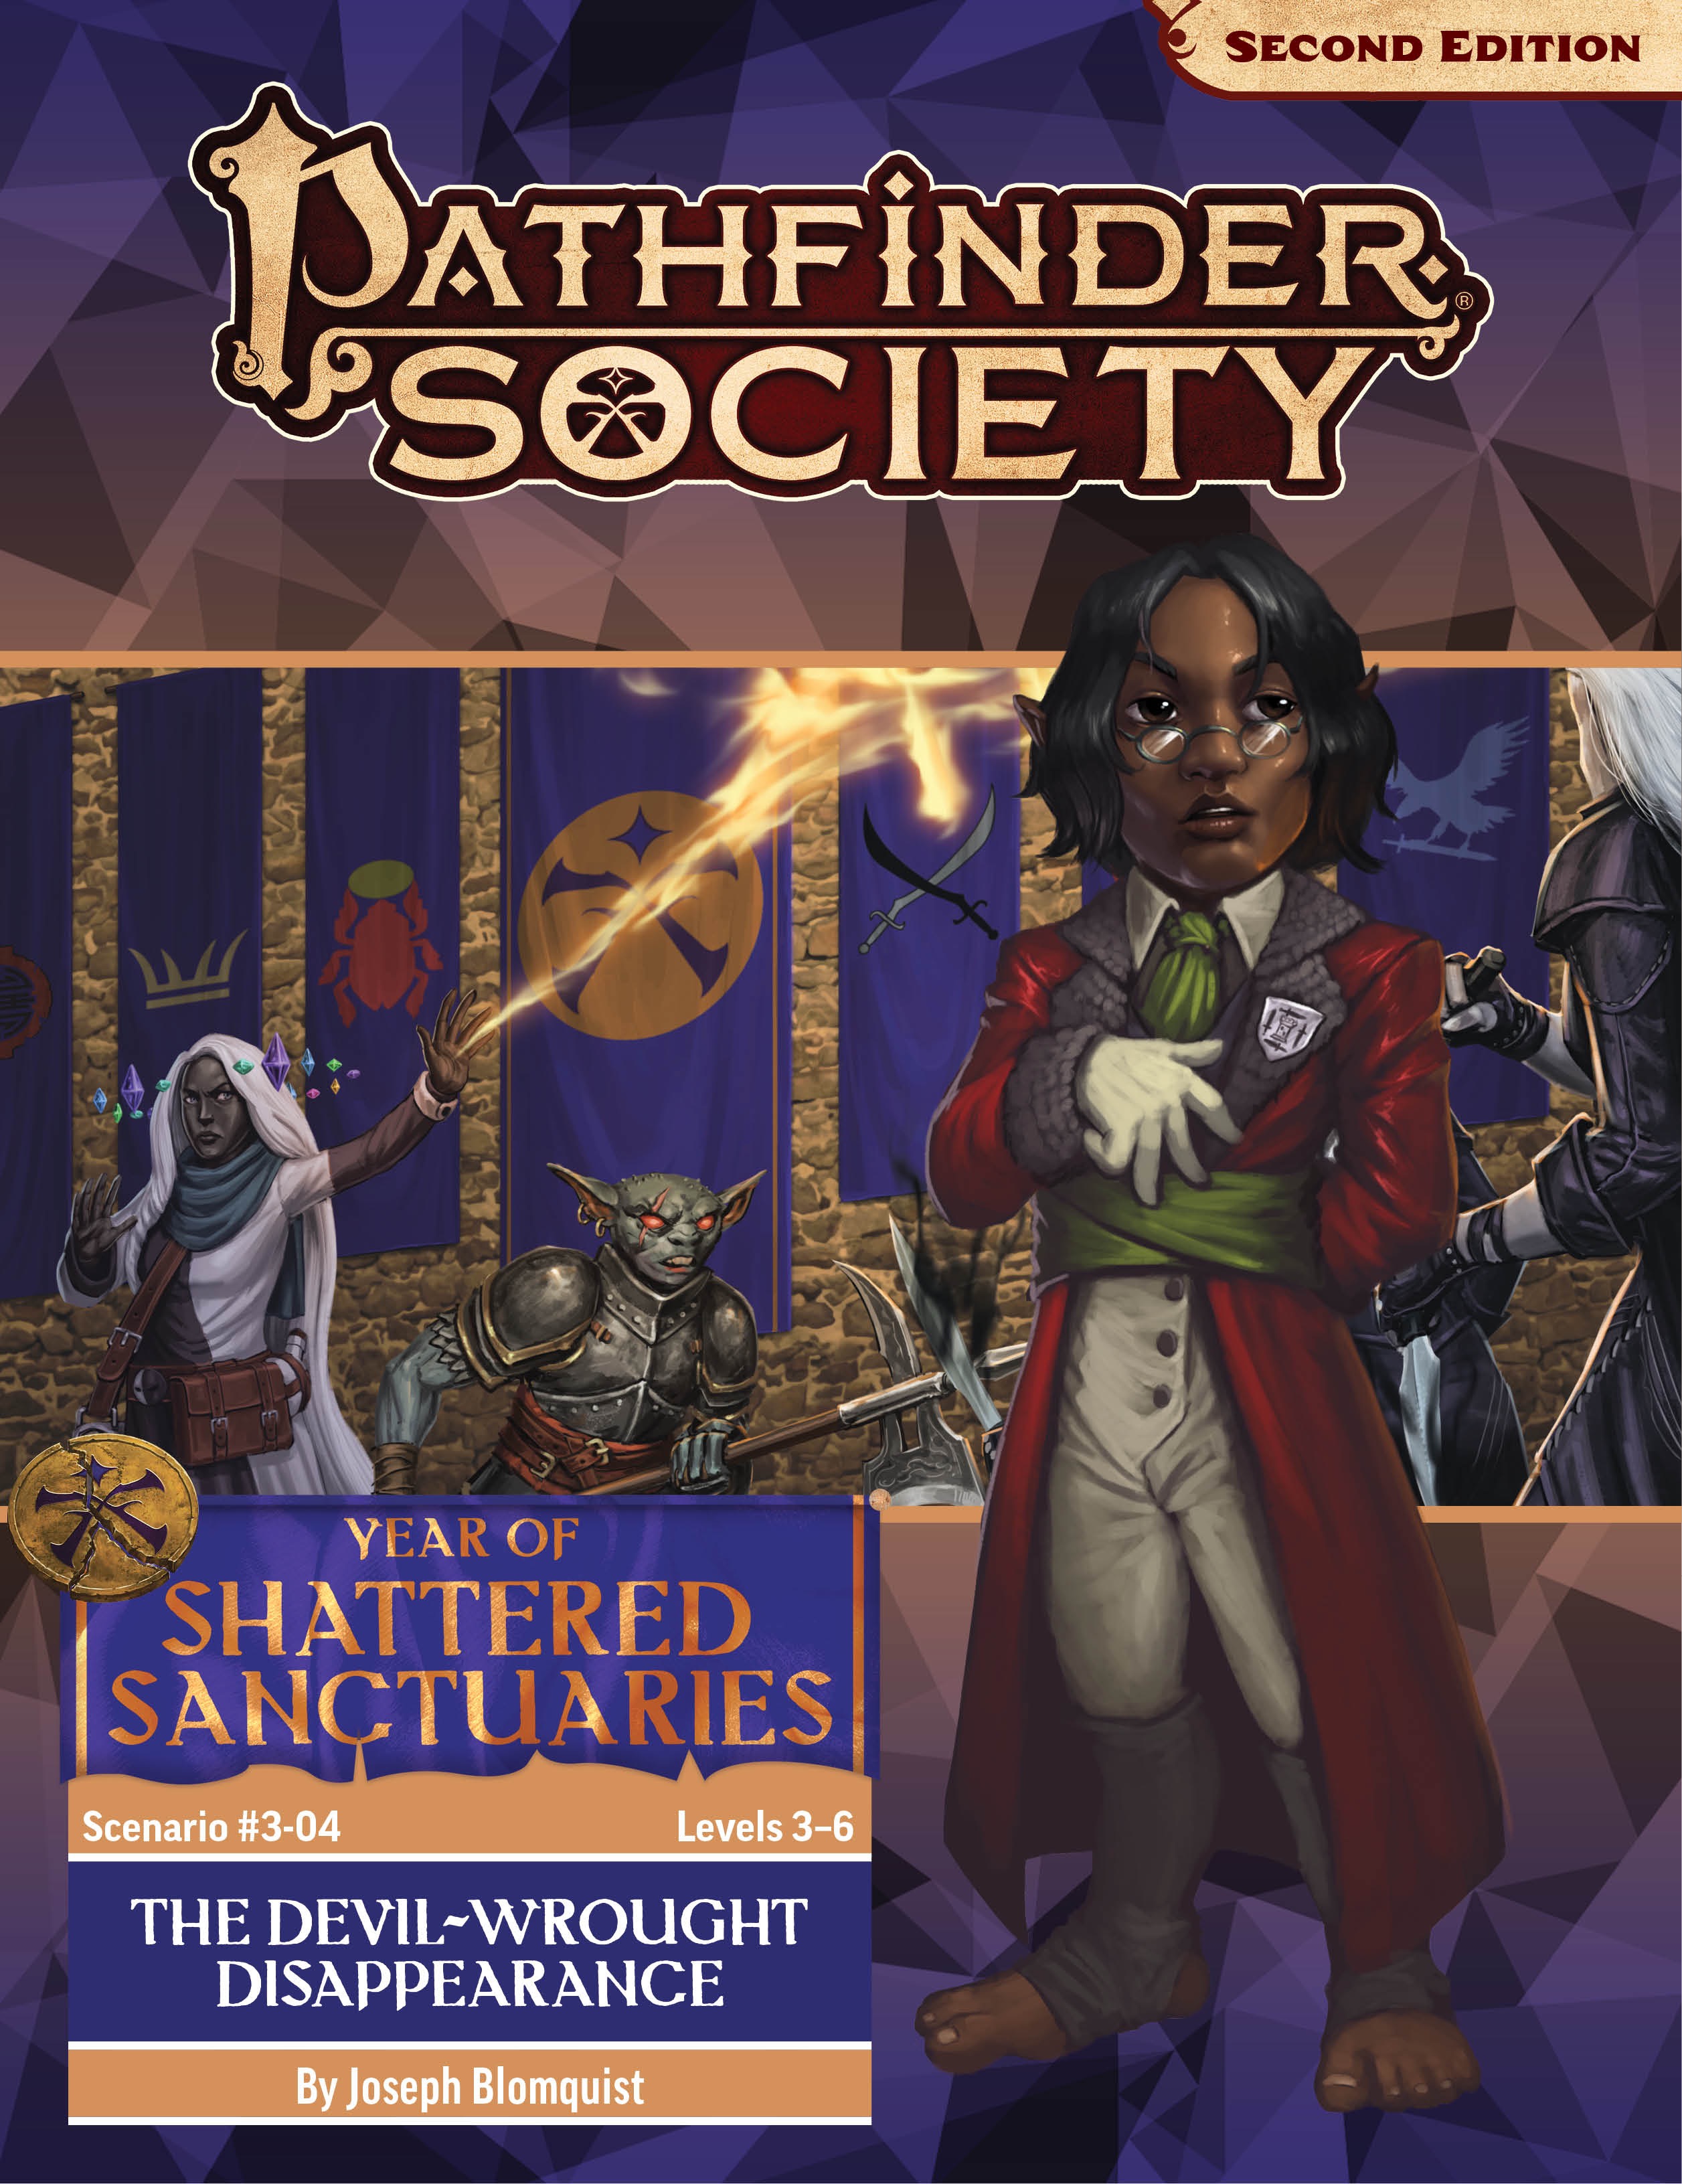 SECOND EDITION
PATHFINDER®
SOCIETY
YEAR OF
SHATTERED
SANCTUARIES
Scenario #3-04 Levels 3–6
THE DEVIL-WROUGHT
DISAPPEARANCE
By Joseph Blomquist